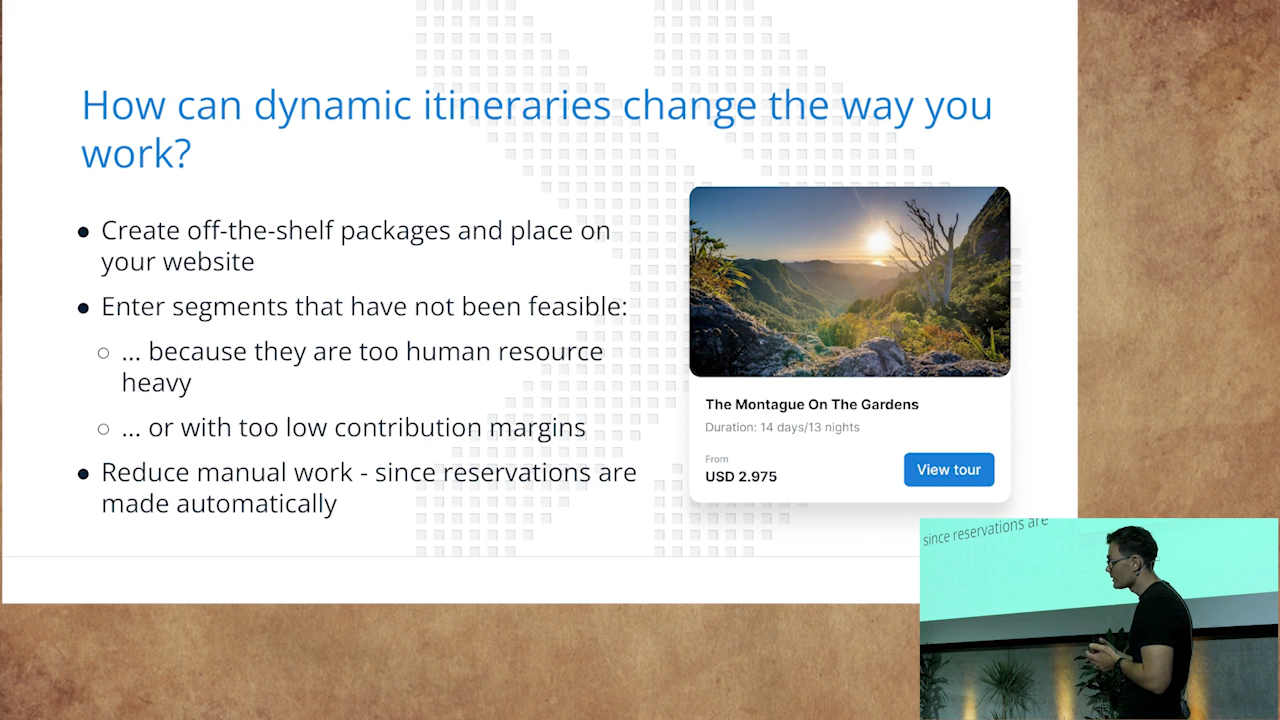 How can dynamic itineraries change the way you
work?
● Create off-the-shelf packages and place on
your website
● Enter segments that have not been feasible:
○ ... because they are too human resource
heavy
○ ... or with too low contribution margins
● Reduce manual work - since reservations are
made automatically
The Montague On The Gardens
Duration: 14 days/13 nights
From
USD 2.975
View tour
since reservations are